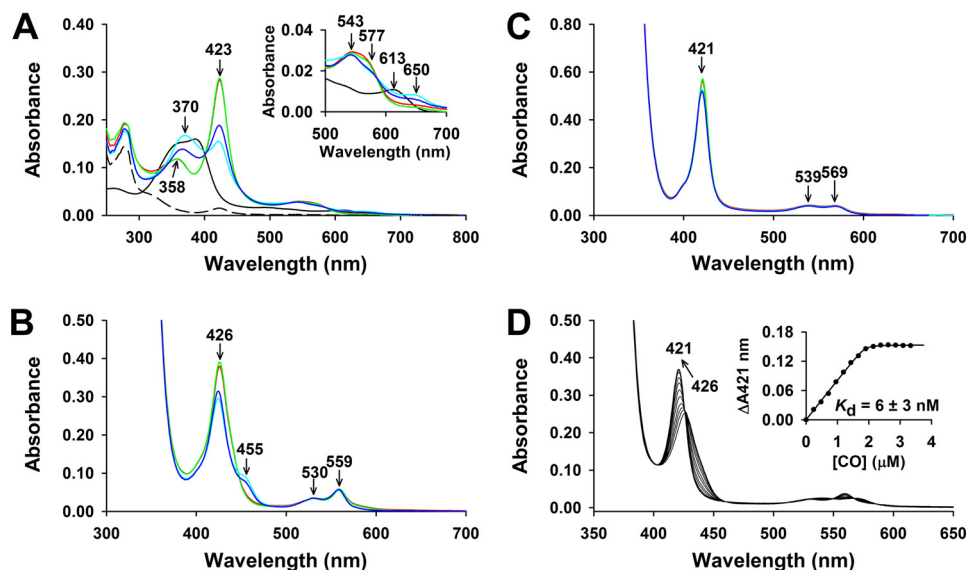 A
Absorbance
0.40
0.30
0.20
0.10
0.00
423
370
358
300 400 500 600 700 800
Wavelength (nm)
Absorbance
0.04
0.02
0.00
543
577
613
650
500 600 700
Wavelength (nm)
C
Absorbance
0.80
0.60
0.40
0.20
0.00
421
539 569
300 400 500 600 700
Wavelength (nm)
B
Absorbance
0.50
0.40
0.30
0.20
0.10
0.00
426
455
530 559
300 400 500 600 700
Wavelength (nm)
D
Absorbance
0.50
0.40
0.30
0.20
0.10
0.00
421
426
350 400 450 500 550 600 650
Wavelength (nm)
ΔA421 nm
0.18
0.12
0.06
0.00
Kd = 6 ± 3 nM
0 1 2 3 4
[CO] (μM)